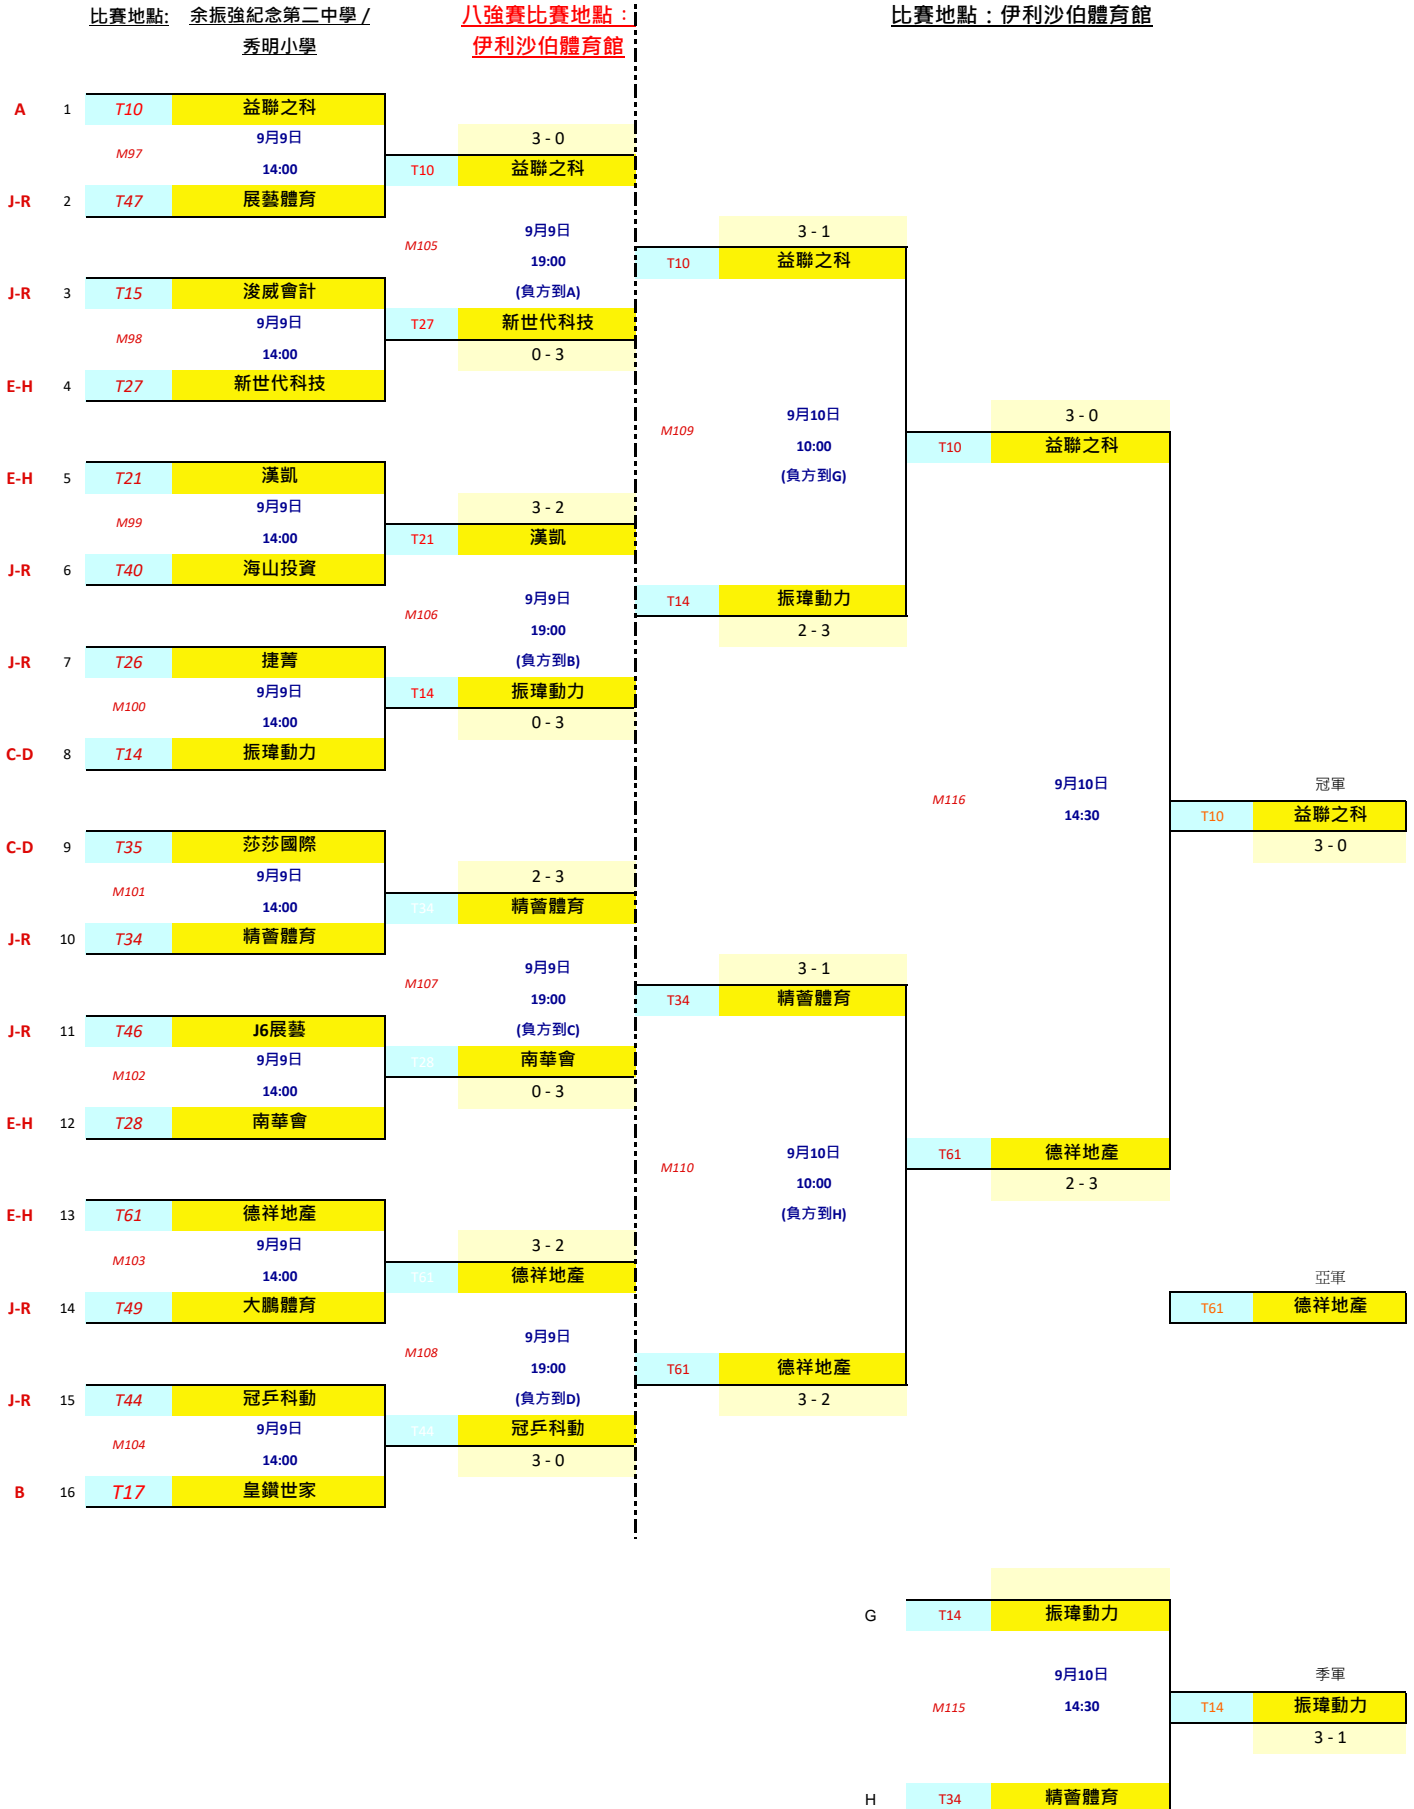 比賽地點: 余振強紀念第二中學 / 八強賽比賽地點： 比賽地點：伊利沙伯體育館
秀明小學 伊利沙伯體育館
A 1 T10 益聯之科
9月9日 3 - 0
M97
14:00 T10 益聯之科
J-R 2 T47 展藝體育
9月9日 3 - 1
M105
19:00 T10 益聯之科
J-R 3 T15 浚威會計 (負方到A)
9月9日 T27 新世代科技
M98
14:00 0 - 3
E-H 4 T27 新世代科技
9月10日 3 - 0
M109
10:00 T10 益聯之科
E-H 5 T21 漢凱 (負方到G)
9月9日 3 - 2
M99
14:00 T21 漢凱
J-R 6 T40 海山投資
9月9日 T14 振瑋動力
M106
19:00 2 - 3
J-R 7 T26 捷菁 (負方到B)
9月9日 T14 振瑋動力
M100
14:00 0 - 3
C-D 8 T14 振瑋動力
9月10日 冠軍
M116
14:30 T10 益聯之科
C-D 9 T35 莎莎國際 3 - 0
9月9日 2 - 3
M101
14:00 T34 精薈體育
J-R 10 T34 精薈體育
9月9日 3 - 1
M107
19:00 T34 精薈體育
J-R 11 T46 J6展藝 (負方到C)
9月9日 T28 南華會
M102
14:00 0 - 3
E-H 12 T28 南華會
9月10日 T61 德祥地產
M110
10:00 2 - 3
E-H 13 T61 德祥地產 (負方到H)
9月9日 3 - 2
M103
14:00 T61 德祥地產 亞軍
J-R 14 T49 大鵬體育 T61 德祥地產
9月9日
M108
19:00 T61 德祥地產
J-R 15 T44 冠乒科動 (負方到D) 3 - 2
9月9日 T44 冠乒科動
M104
14:00 3 - 0
B 16 T17 皇鑽世家
G T14 振瑋動力
9月10日 季軍
M115 14:30 T14 振瑋動力
3 - 1
H T34 精薈體育